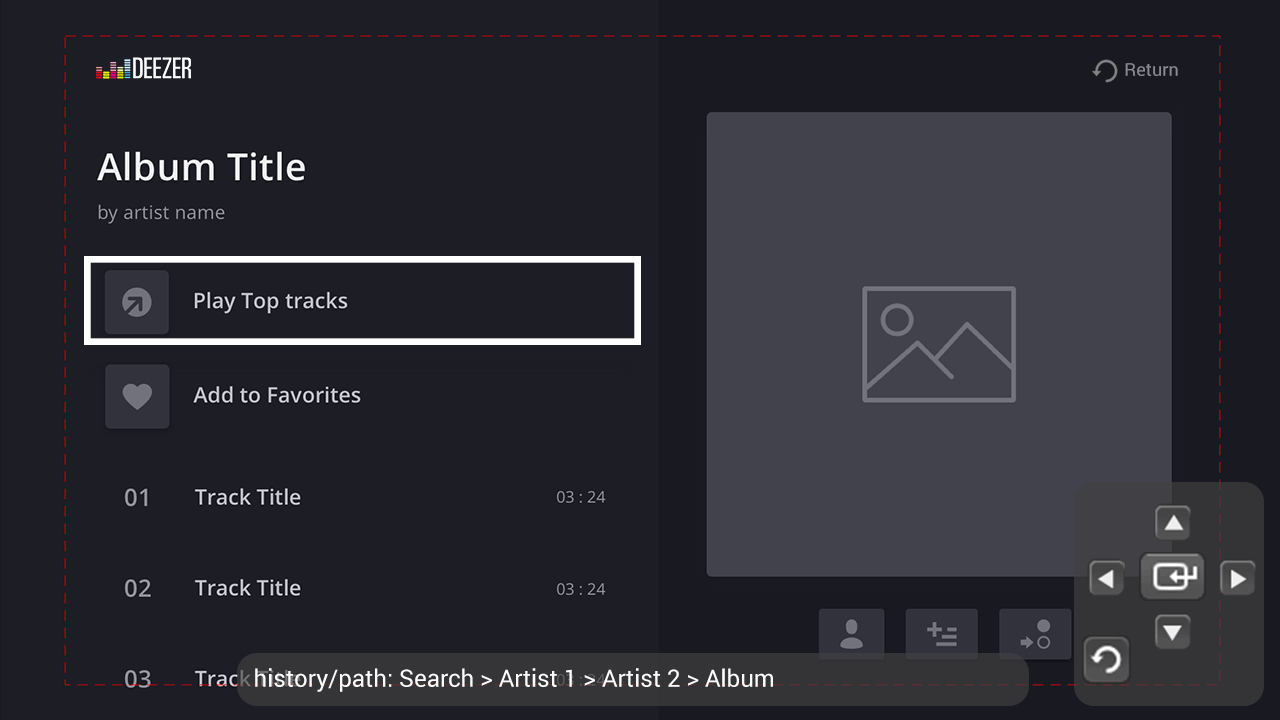 DEEZER
Return
Album Title
by artist name
Play Top tracks
Add to Favorites
01 Track Title 03 : 24
02 Track Title 03 : 24
03 Track
history/path: Search > Artist 1 > Artist 2 > Album